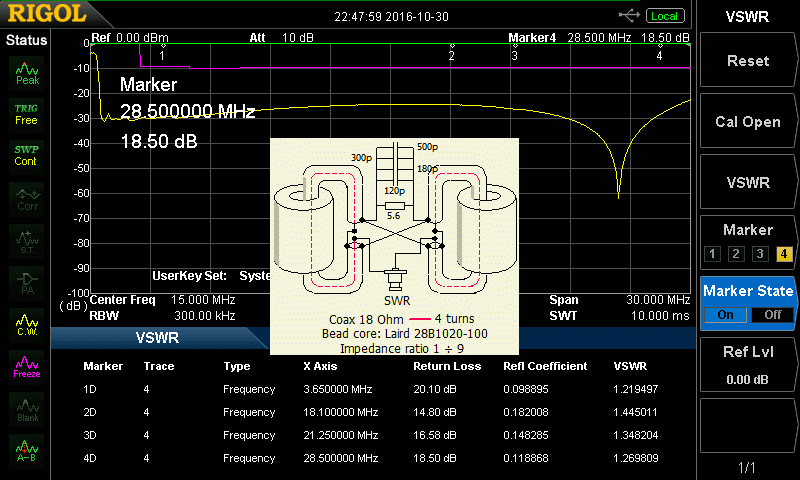 RIGOL
22:47:59 2016-10-30
Local
VSWR
Status
Ref 0.00 dBm
Att 10 dB
Marker4 28.500 MHz 18.50 dB
Reset
Peak
0
-10
-20
-30
-40
-50
-60
-70
-80
-90
-100
( dB )
1
2
3
4
Marker
28.500000 MHz
18.50 dB
TRIG
Free
SWP
Cont
Corr
S.T.
PA
C.W.
Freeze
Blank
A-B
Cal Open
VSWR
Marker
1 2 3 4
Marker State
On Off
Ref Lvl
0.00 dB
1/1
300p
500p
180p
120p
5.6
SWR
Coax 18 Ohm 4 turns
Bead core: Laird 28B1020-100
Impedance ratio 1 ÷ 9
UserKey Set: Syste
Center Freq 15.000 MHz
RBW 300.00 kHz
Span 30.000 MHz
SWT 10.000 ms
VSWR
Marker Trace Type X Axis Return Loss Refl Coefficient VSWR
1D 4 Frequency 3.650000 MHz 20.10 dB 0.098895 1.219497
2D 4 Frequency 18.100000 MHz 14.80 dB 0.182008 1.445011
3D 4 Frequency 21.250000 MHz 16.58 dB 0.148285 1.348204
4D 4 Frequency 28.500000 MHz 18.50 dB 0.118868 1.269809